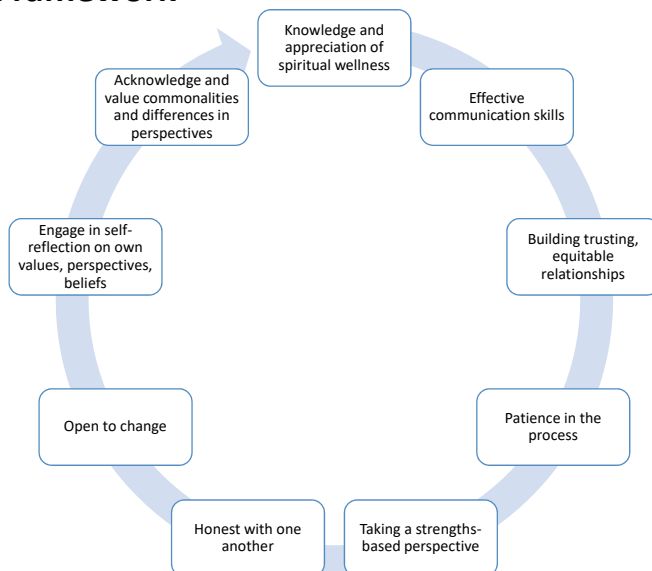 Framework
Knowledge and
appreciation of
spiritual wellness
Effective
communication skills
Building trusting,
equitable
relationships
Patience in the
process
Taking a strengths-
based perspective
Honest with one
another
Open to change
Engage in self-
reflection on own
values, perspectives,
beliefs
Acknowledge and
value commonalities
and differences in
perspectives